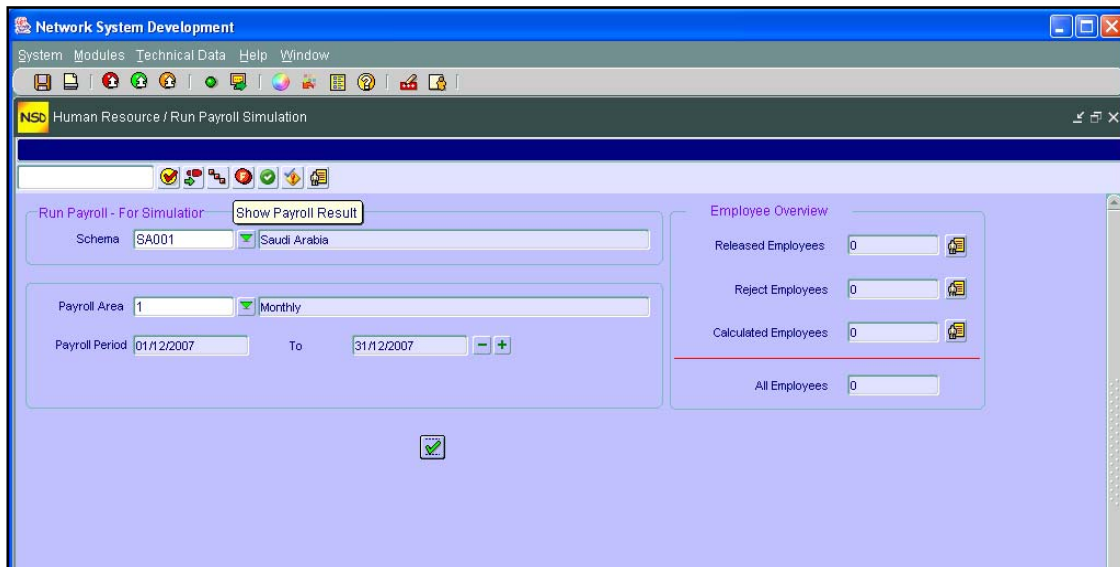 Network System Development
System Modules Technical Data Help Window
NSD Human Resource / Run Payroll Simulation
Run Payroll - For Simulation
Show Payroll Result
Schema SA001 Saudi Arabia
Payroll Area 1 Monthly
Payroll Period 01/12/2007 To 31/12/2007
Employee Overview
Released Employees 0
Reject Employees 0
Calculated Employees 0
All Employees 0